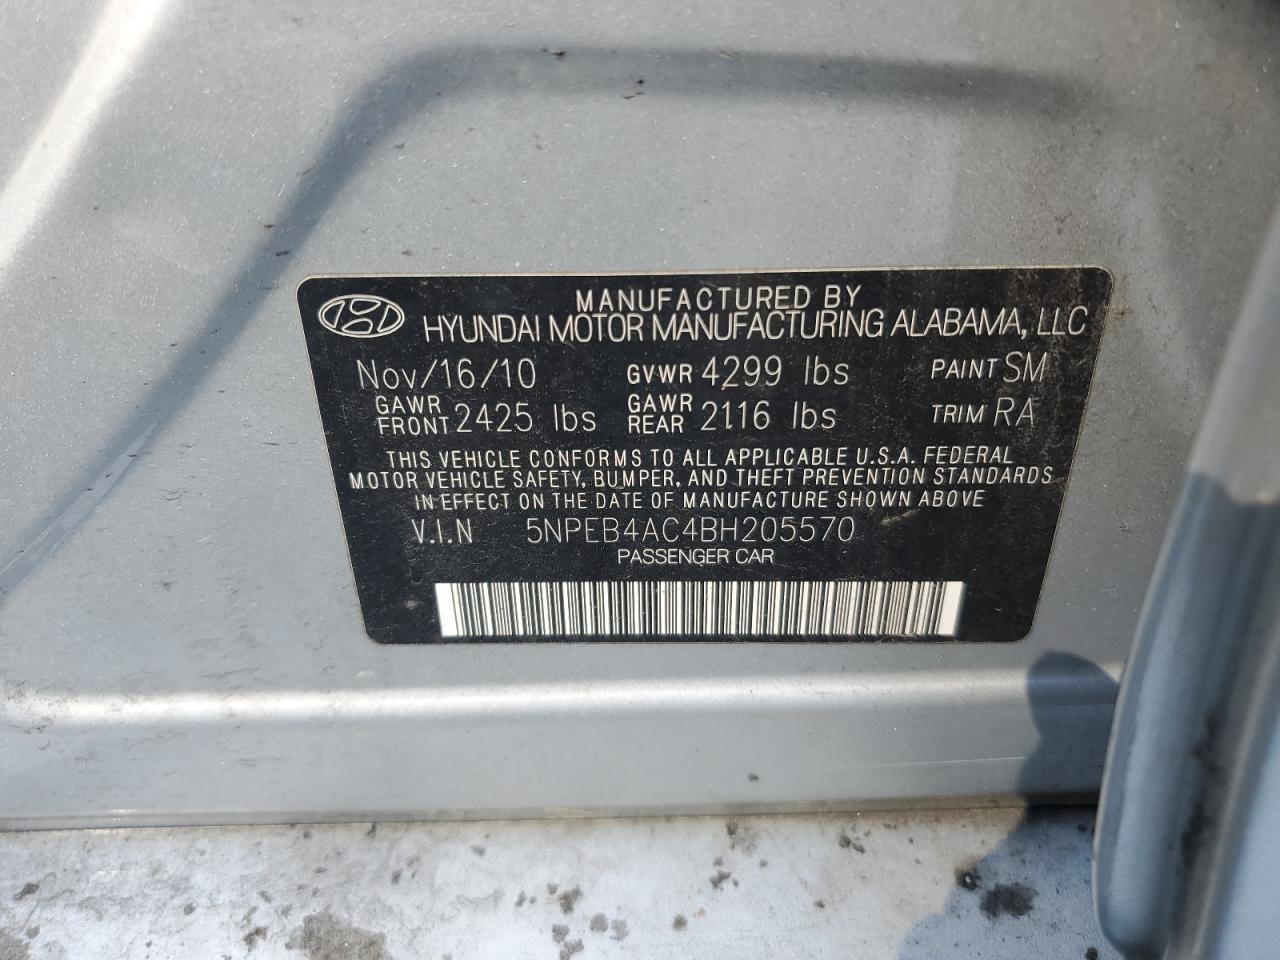 MANUFACTURED BY
HYUNDAI MOTOR MANUFACTURING ALABAMA, LLC
Nov/16/10 GVWR 4299 lbs PAINT SM
GAWR FRONT 2425 lbs GAWR REAR 2116 lbs TRIM RA
THIS VEHICLE CONFORMS TO ALL APPLICABLE U.S.A. FEDERAL
MOTOR VEHICLE SAFETY, BUMPER, AND THEFT PREVENTION STANDARDS
IN EFFECT ON THE DATE OF MANUFACTURE SHOWN ABOVE
V.I.N 5NPEB4AC4BH205570
PASSENGER CAR